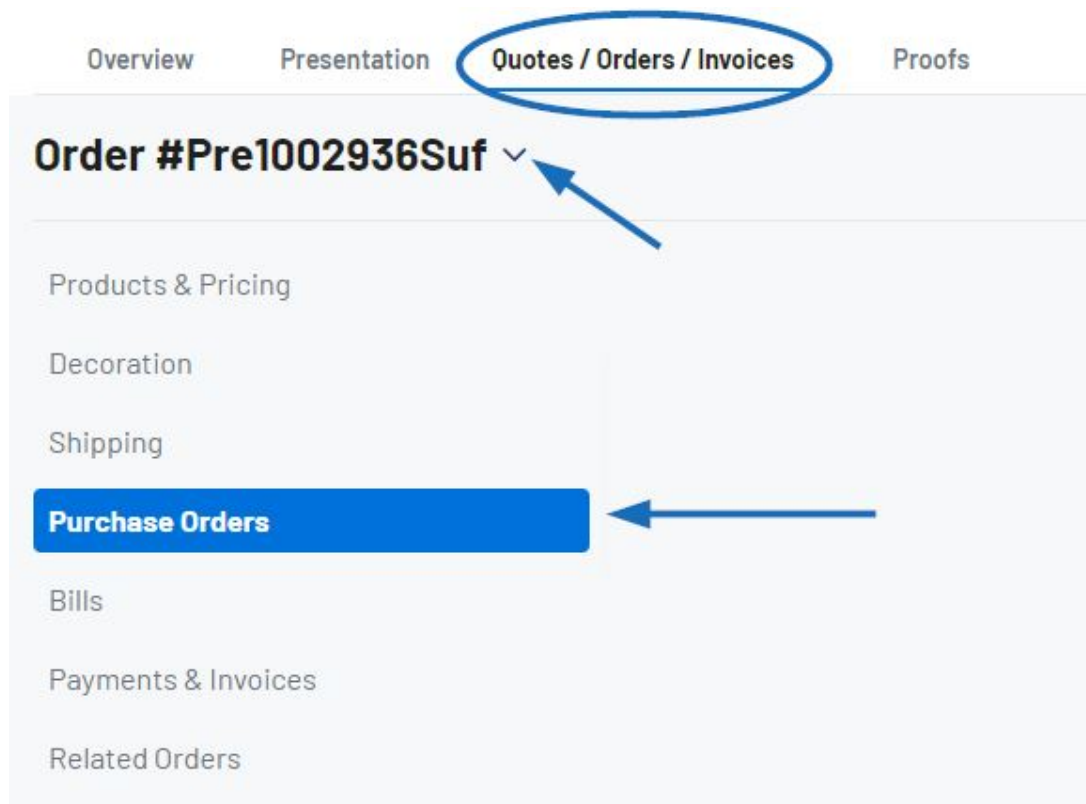 Overview Presentation Quotes / Orders / Invoices Proofs
Order #Pre1002936Suf
Products & Pricing
Decoration
Shipping
Purchase Orders
Bills
Payments & Invoices
Related Orders